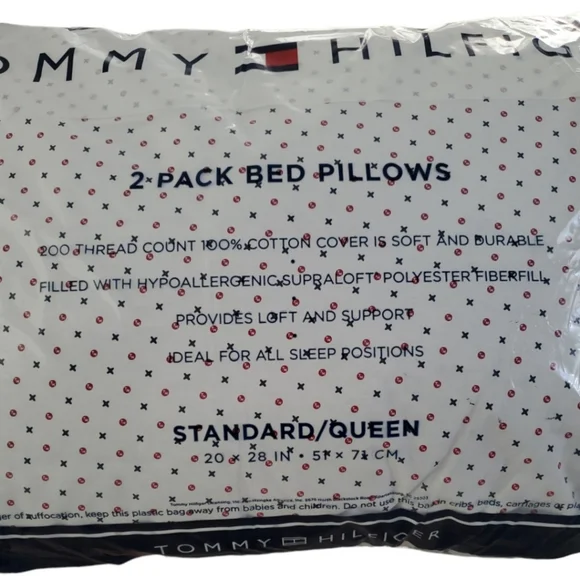 OMMY HILFIGER
2-PACK BED PILLOWS
200 THREAD COUNT 100% COTTON COVER IS SOFT AND DURABLE
FILLED WITH HYPOALLERGENIC SUPRALOFT® POLYESTER FIBERFILL
PROVIDES LOFT AND SUPPORT
IDEAL FOR ALL SLEEP POSITIONS
STANDARD/QUEEN
20 x 28 IN • 51 x 71 CM
ger of suffocation, keep this plastic bag away from babies and children. Do not use this bag in cribs, beds, carriages or pla
TOMMY HILFIGER